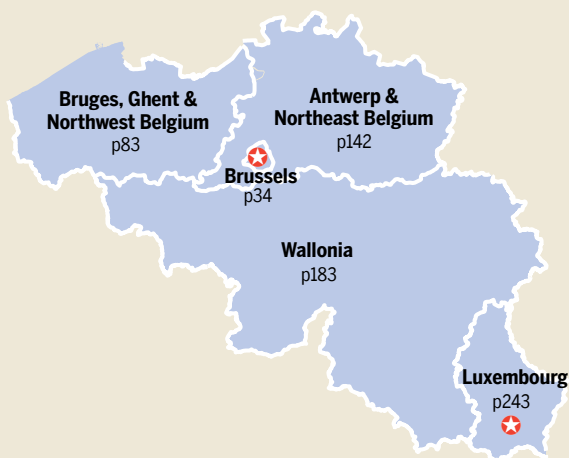 Bruges, Ghent &
Northwest Belgium
p83
Antwerp &
Northeast Belgium
p142
Brussels
p34
Wallonia
p183
Luxembourg
p243